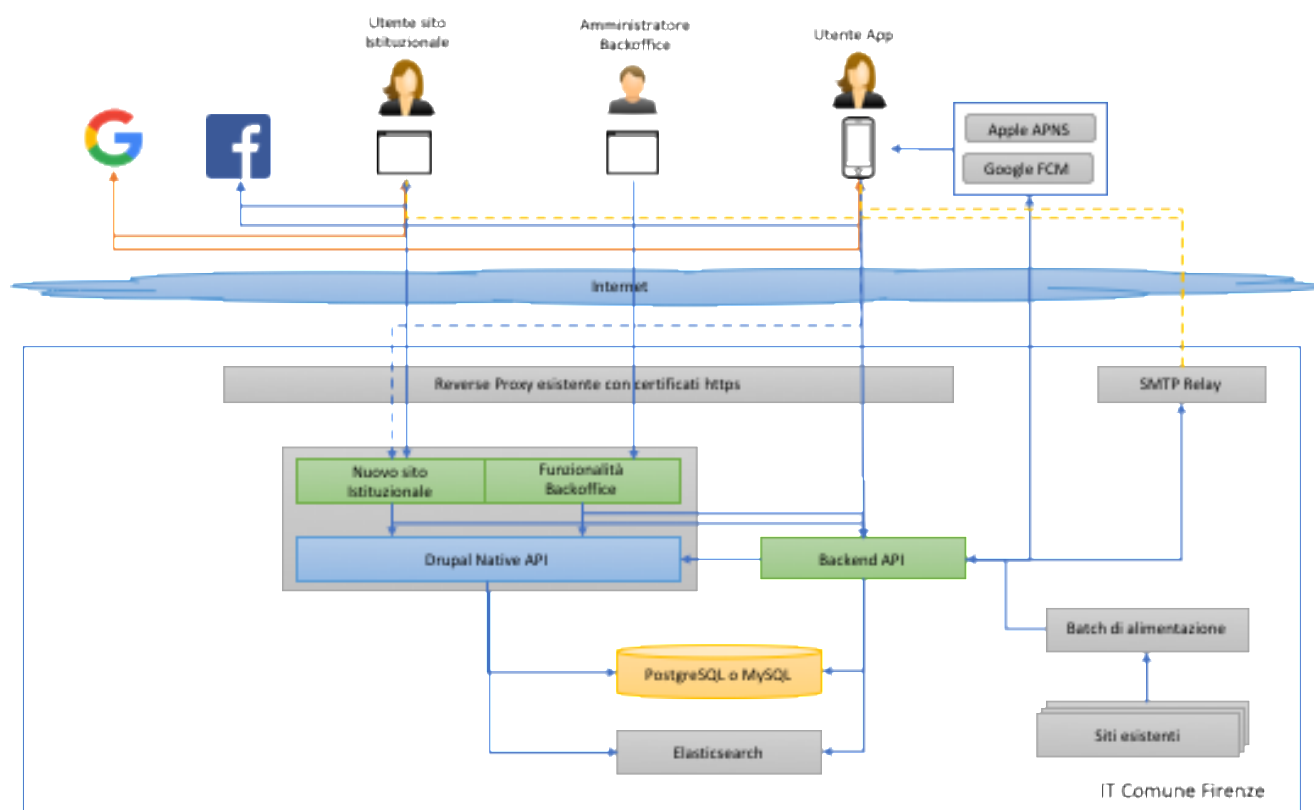 Utente sito
Istituzionale
Amministratore
Backoffice
Utente App
Apple APNS
Google FCM
Internet
Reverse Proxy esistente con certificati https
SMTP Relay
Nuovo sito
Istituzionale
Funzionalità
Backoffice
Drupal Native API
Backend API
Batch di alimentazione
PostgreSQL o MySQL
Siti esistenti
Elasticsearch
IT Comune Firenze